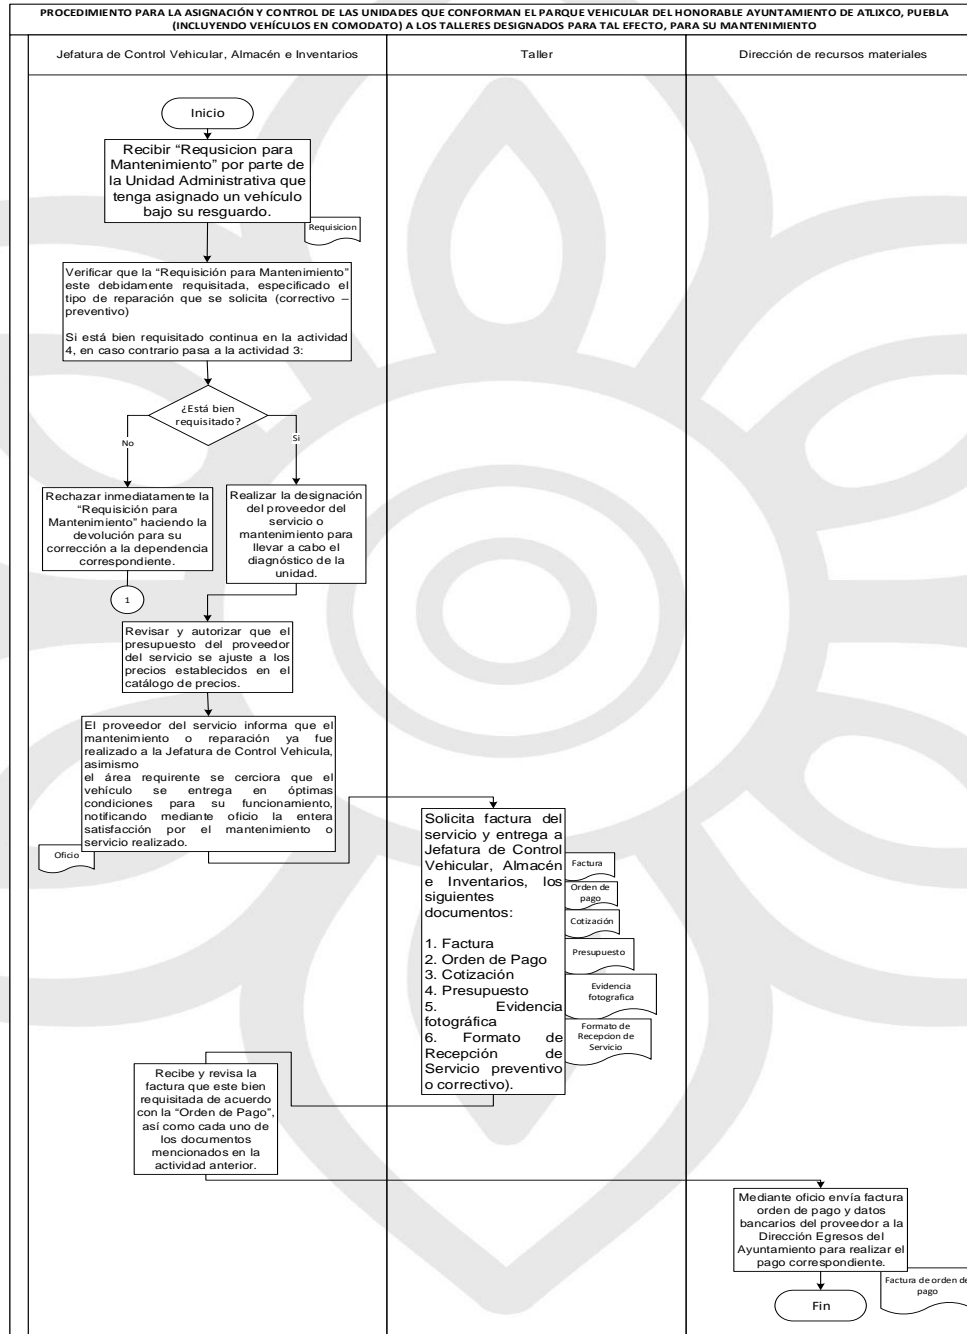 PROCEDIMIENTO PARA LA ASIGNACIÓN Y CONTROL DE LAS UNIDADES QUE CONFORMAN EL PARQUE VEHICULAR DEL HONORABLE AYUNTAMIENTO DE ATLIXCO, PUEBLA
(INCLUYENDO VEHÍCULOS EN COMODATO) A LOS TALLERES DESIGNADOS PARA TAL EFECTO, PARA SU MANTENIMIENTO
Jefatura de Control Vehicular, Almacén e Inventarios
Taller
Dirección de recursos materiales
Inicio
Recibir “Requsicion para
Mantenimiento” por parte de
la Unidad Administrativa que
tenga asignado un vehículo
bajo su resguardo.
Requisicion
Verificar que la “Requisición para Mantenimiento”
este debidamente requisitada, especificado el
tipo de reparación que se solicita (correctivo –
preventivo)
Si está bien requisitado continua en la actividad
4, en caso contrario pasa a la actividad 3:
¿Está bien
requisitado?
No
Si
Rechazar inmediatamente la
“Requisición para
Mantenimiento” haciendo la
devolución para su
corrección a la dependencia
correspondiente.
1
Realizar la designación
del proveedor del
servicio o
mantenimiento para
llevar a cabo el
diagnóstico de la
unidad.
Revisar y autorizar que el
presupuesto del proveedor
del servicio se ajuste a los
precios establecidos en el
catálogo de precios.
El proveedor del servicio informa que el
mantenimiento o reparación ya fue
realizado a la Jefatura de Control Vehicula,
asimismo
el área requirente se cerciora que el
vehículo se entrega en óptimas
condiciones para su funcionamiento,
notificando mediante oficio la entera
satisfacción por el mantenimiento o
servicio realizado.
Oficio
Solicita factura del
servicio y entrega a
Jefatura de Control
Vehicular, Almacén
e Inventarios, los
siguientes
documentos:
1. Factura
2. Orden de Pago
3. Cotización
4. Presupuesto
5. Evidencia
fotográfica
6. Formato de
Recepción de
Servicio preventivo
o correctivo).
Factura
Orden de
pago
Cotización
Presupuesto
Evidencia
fotografica
Formato de
Recepcion de
Servicio
Recibe y revisa la
factura que este bien
requisitada de acuerdo
con la “Orden de Pago”,
así como cada uno de
los documentos
mencionados en la
actividad anterior.
Mediante oficio envía factura
orden de pago y datos
bancarios del proveedor a la
Dirección Egresos del
Ayuntamiento para realizar el
pago correspondiente.
Factura de orden de
pago
Fin